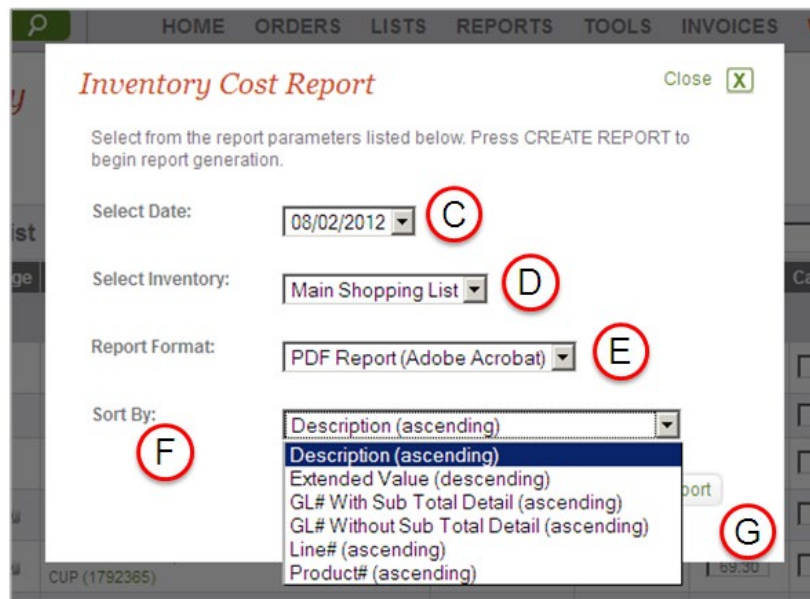 HOME ORDERS LISTS REPORTS TOOLS INVOICES
Inventory Cost Report
Close X
Select from the report parameters listed below. Press CREATE REPORT to
begin report generation.
Select Date:
08/02/2012
C
Select Inventory:
Main Shopping List
D
Report Format:
PDF Report (Adobe Acrobat)
E
Sort By:
F
Description (ascending)
Description (ascending)
Extended Value (descending)
GL# With Sub Total Detail (ascending)
GL# Without Sub Total Detail (ascending)
Line# (ascending)
Product# (ascending)
G
CUP (1792365)
69.30